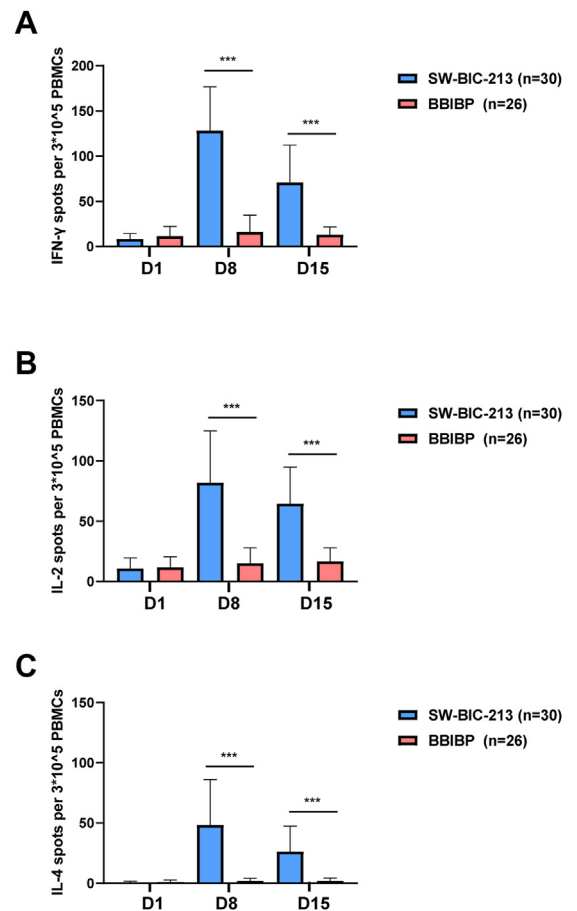 A
IFN-γ spots per 3*10^5 PBMCs
200
150
100
50
0
***
***
D1 D8 D15
SW-BIC-213 (n=30)
BBIBP (n=26)
B
IL-2 spots per 3*10^5 PBMCs
150
100
50
0
***
***
D1 D8 D15
SW-BIC-213 (n=30)
BBIBP (n=26)
C
IL-4 spots per 3*10^5 PBMCs
150
100
50
0
***
***
D1 D8 D15
SW-BIC-213 (n=30)
BBIBP (n=26)